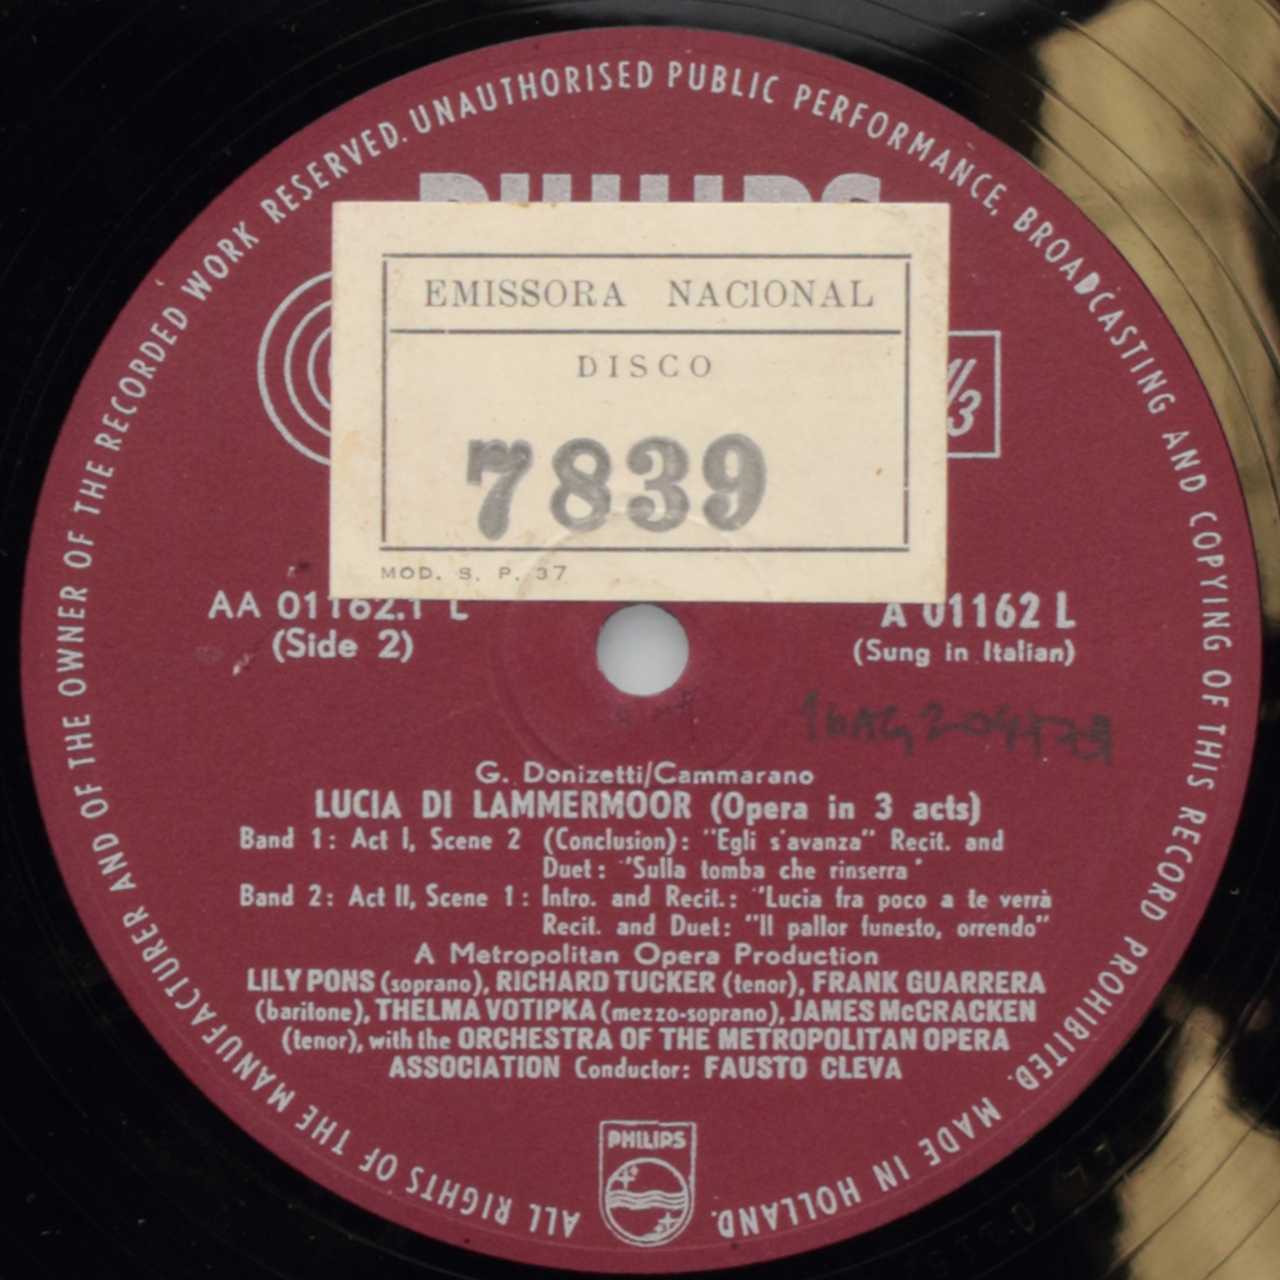 ALL RIGHTS OF THE MANUFACTURER AND OF THE OWNER OF THE RECORDED WORK RESERVED. UNAUTHORISED PUBLIC PERFORMANCE, BROADCASTING AND COPYING OF THIS RECORD PROHIBITED. MADE IN HOLLAND.
PHILIPS
EMISSORA NACIONAL
DISCO
7839
MOD. S. P. 37
1/3
AA 01162.1 L
A 01162 L
(Side 2)
(Sung in Italian)
G. Donizetti/Cammarano
LUCIA DI LAMMERMOOR (Opera in 3 acts)
Band 1: Act I, Scene 2 (Conclusion): "Egli s'avanza" Recit. and
Duet: "Sulla tomba che rinserra"
Band 2: Act II, Scene 1: Intro. and Recit.: "Lucia fra poco a te verrà
Recit. and Duet: "Il pallor funesto, orrendo"
A Metropolitan Opera Production
LILY PONS (soprano), RICHARD TUCKER (tenor), FRANK GUARRERA
(baritone), THELMA VOTIPKA (mezzo-soprano), JAMES McCRACKEN
(tenor), with the ORCHESTRA OF THE METROPOLITAN OPERA
ASSOCIATION Conductor: FAUSTO CLEVA
PHILIPS